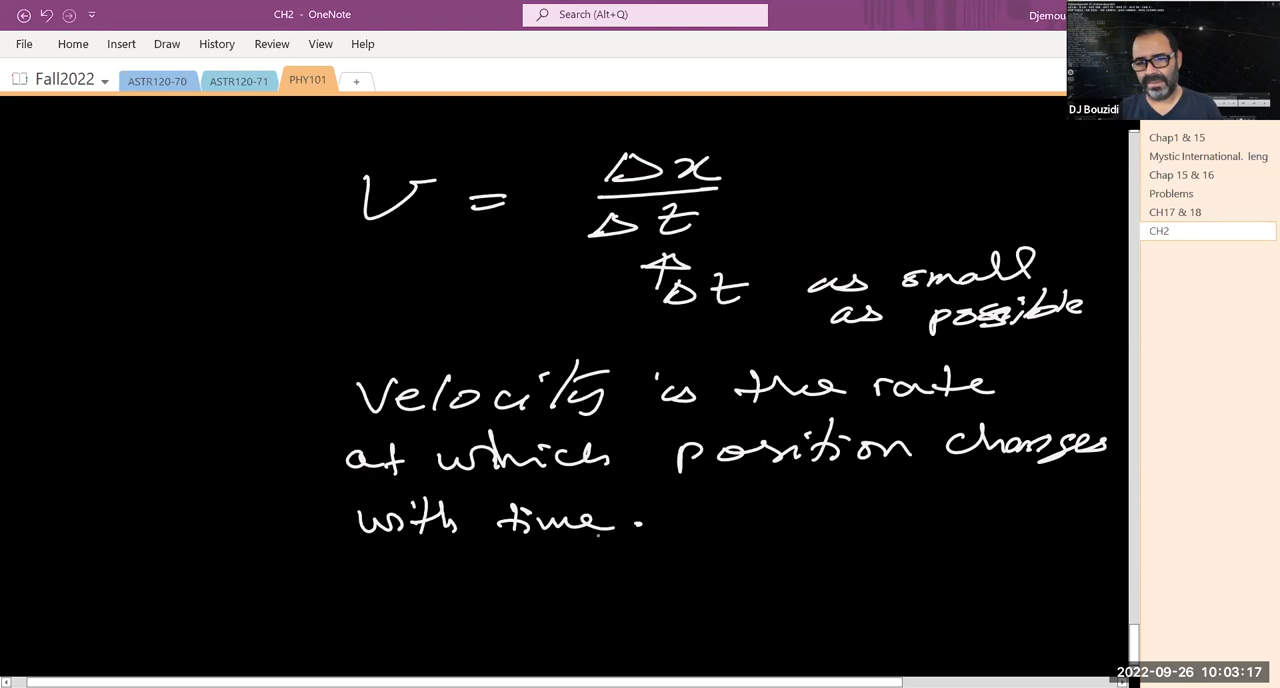 CH2 - OneNote
Search (Alt+Q)
Djemou
File Home Insert Draw History Review View Help
Fall2022
ASTR120-70
ASTR120-71
PHY101
+
DJ Bouzidi
Chap1 & 15
Mystic International. leng
Chap 15 & 16
Problems
CH17 & 18
CH2
V = Δx
Δt
Δt as small
as possible
Velocity is the rate
at which position changes
with time.
2022-09-26 10:03:17